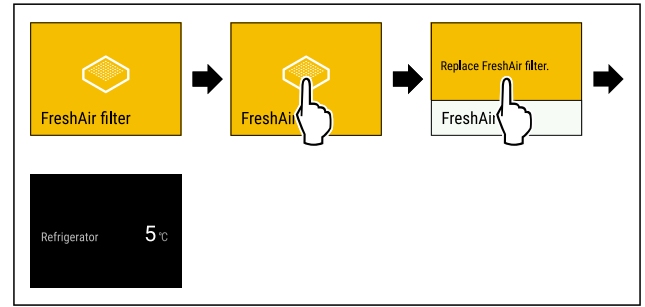 FreshAir filter
FreshAi
Replace FreshAir filter.
FreshAi
Refrigerator 5 °C